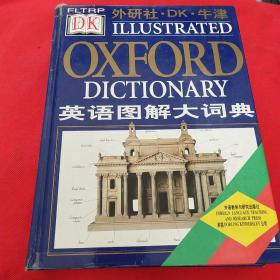 FLTRP
DK
外研社·DK·牛津
ILLUSTRATED
OXFORD
DICTIONARY
英语图解大词典
外语教学与研究出版社
FOREIGN LANGUAGE TEACHING
AND RESEARCH PRESS